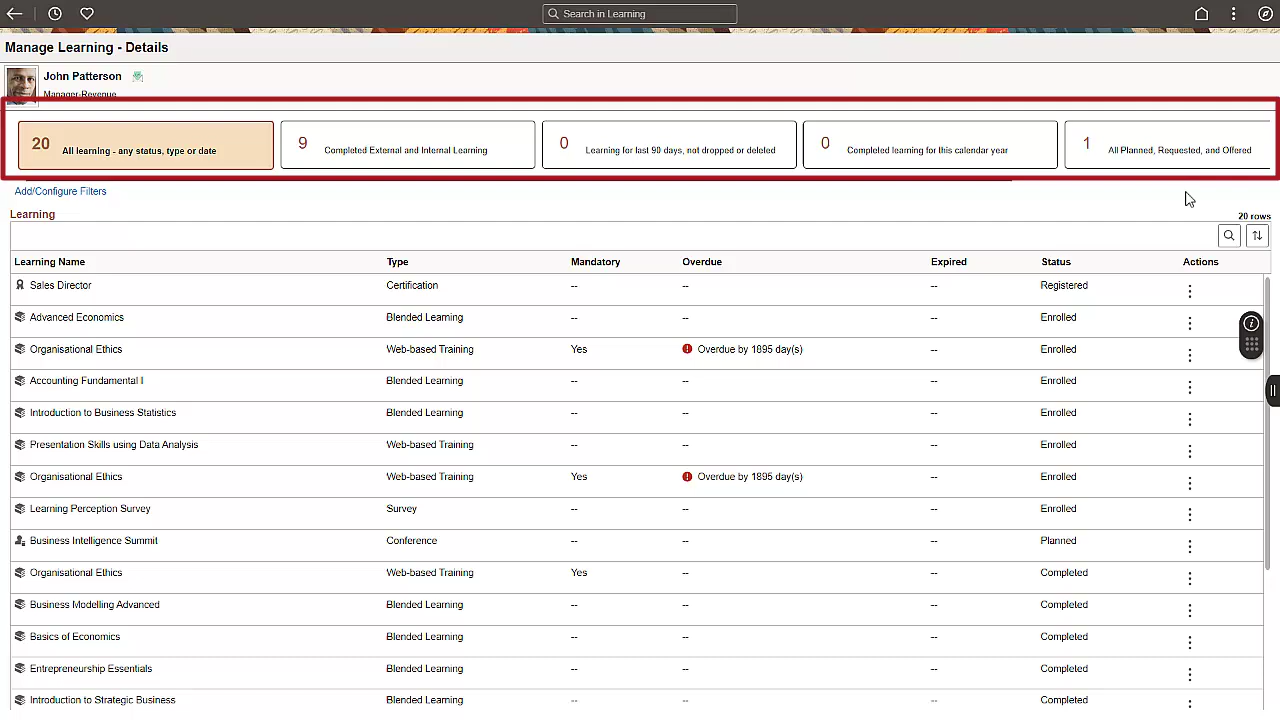 Search in Learning
Manage Learning - Details
John Patterson
Manager-Revenue
20 All learning - any status, type or date
9 Completed External and Internal Learning
0 Learning for last 90 days, not dropped or deleted
0 Completed learning for this calendar year
1 All Planned, Requested, and Offered
Add/Configure Filters
Learning
20 rows
Learning Name Type Mandatory Overdue Expired Status Actions
Sales Director Certification -- -- -- Registered
Advanced Economics Blended Learning -- -- -- Enrolled
Organisational Ethics Web-based Training Yes Overdue by 1895 day(s) -- Enrolled
Accounting Fundamental I Blended Learning -- -- -- Enrolled
Introduction to Business Statistics Blended Learning -- -- -- Enrolled
Presentation Skills using Data Analysis Web-based Training -- -- -- Enrolled
Organisational Ethics Web-based Training Yes Overdue by 1895 day(s) -- Enrolled
Learning Perception Survey Survey -- -- -- Enrolled
Business Intelligence Summit Conference -- -- -- Planned
Organisational Ethics Web-based Training Yes -- -- Completed
Business Modelling Advanced Blended Learning -- -- -- Completed
Basics of Economics Blended Learning -- -- -- Completed
Entrepreneurship Essentials Blended Learning -- -- -- Completed
Introduction to Strategic Business Blended Learning -- -- -- Completed